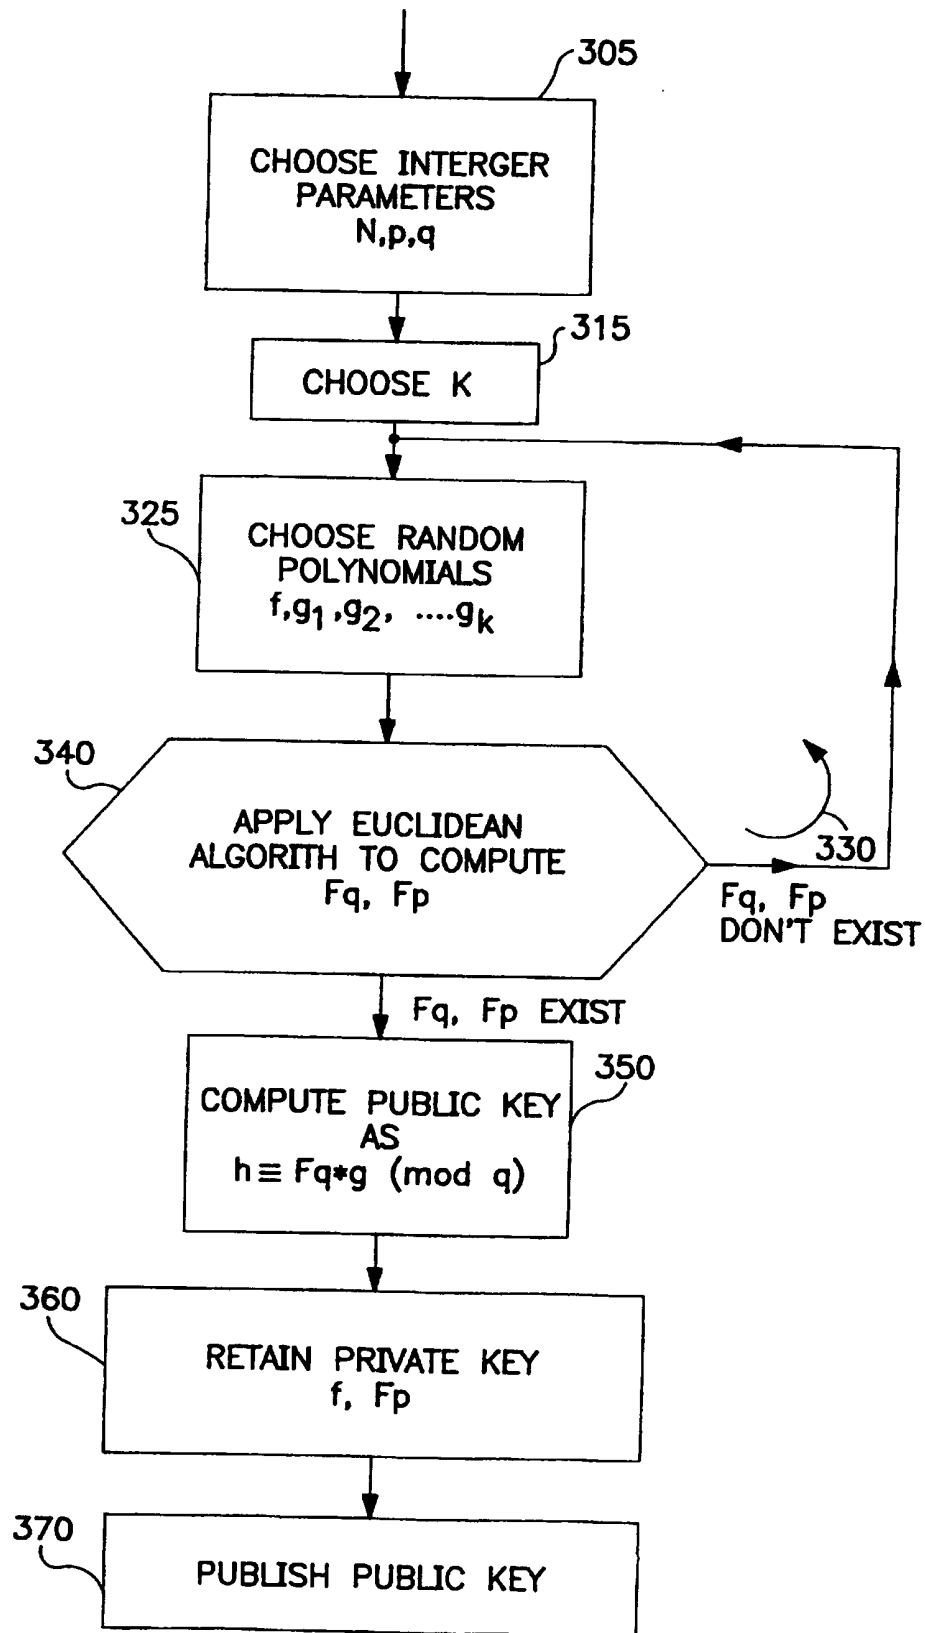 305
CHOOSE INTERGER
PARAMETERS
N,p,q
315
CHOOSE K
325
CHOOSE RANDOM
POLYNOMIALS
f,g1,g2, ....gk
340
APPLY EUCLIDEAN
ALGORITH TO COMPUTE
Fq, Fp
330
Fq, Fp
DON'T EXIST
Fq, Fp EXIST
350
COMPUTE PUBLIC KEY
AS
h≡ Fq*g (mod q)
360
RETAIN PRIVATE KEY
f, Fp
370
PUBLISH PUBLIC KEY